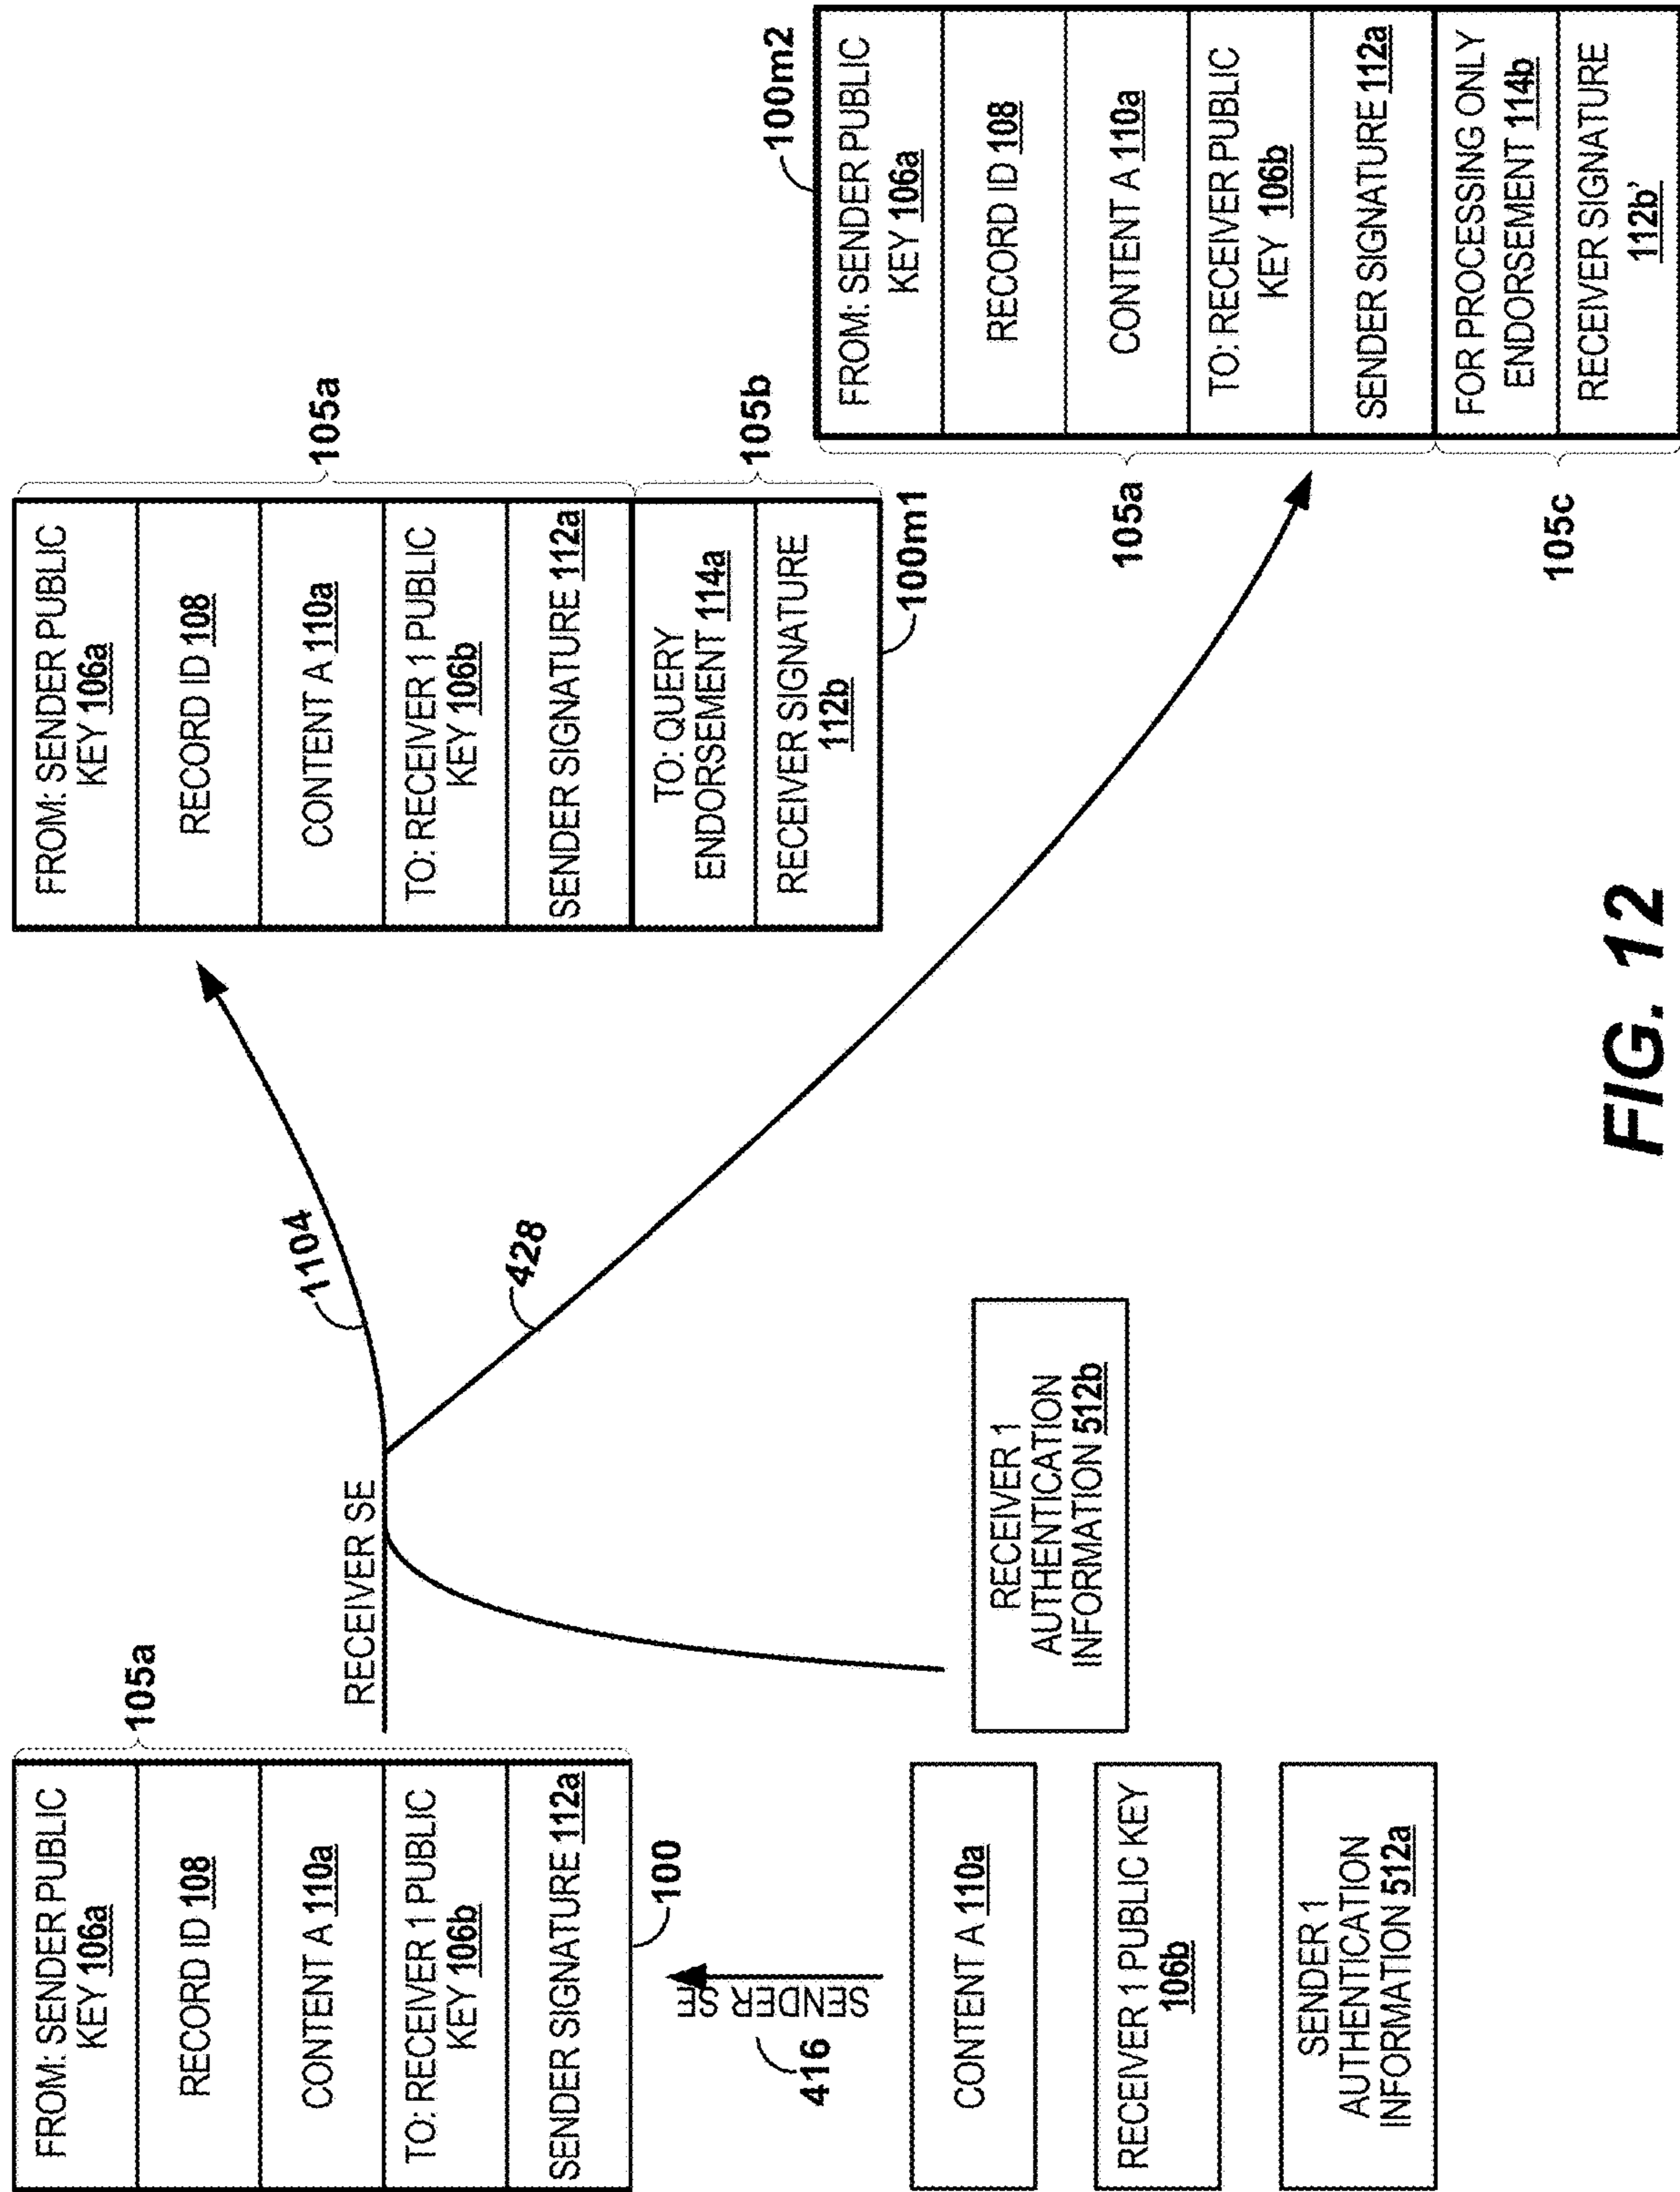 105a
FROM: SENDER PUBLIC
KEY 106a
RECORD ID 108
CONTENT A 110a
TO: RECEIVER 1 PUBLIC
KEY 106b
SENDER SIGNATURE 112a
100
SENDER SE
416
CONTENT A 110a
RECEIVER 1 PUBLIC KEY
106b
SENDER 1
AUTHENTICATION
INFORMATION 512a
RECEIVER SE
RECEIVER 1
AUTHENTICATION
INFORMATION 512b
1104
428
FROM: SENDER PUBLIC
KEY 106a
RECORD ID 108
CONTENT A 110a
TO: RECEIVER 1 PUBLIC
KEY 106b
SENDER SIGNATURE 112a
TO: QUERY
ENDORSEMENT 114a
RECEIVER SIGNATURE
112b
105a
105b
100m1
100m2
FROM: SENDER PUBLIC
KEY 106a
RECORD ID 108
CONTENT A 110a
TO: RECEIVER PUBLIC
KEY 106b
SENDER SIGNATURE 112a
FOR PROCESSING ONLY
ENDORSEMENT 114b
RECEIVER SIGNATURE
112b'
105a
105c
FIG. 12